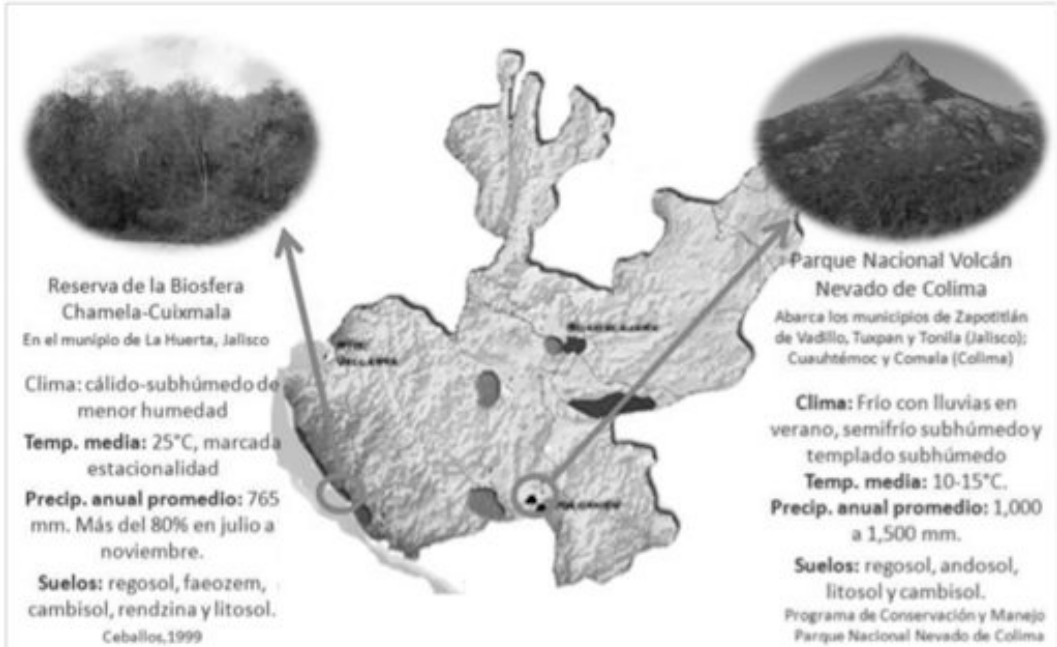 Reserva de la Biosfera
Chamela-Cuixmala
En el munipio de La Huerta, Jalisco
Clima: cálido-subhúmedo de
menor humedad
Temp. media: 25°C, marcada
estacionalidad
Precip. anual promedio: 765
mm. Más del 80% en julio a
noviembre.
Suelos: regosol, faeozem,
cambisol, rendzina y litosol.
Ceballos,1999
VALLARTA
GUADALAJARA
Parque Nacional Volcán
Nevado de Colima
Abarca los municipios de Zapotitlán
de Vadillo, Tuxpan y Tonila (Jalisco);
Cuauhtémoc y Comala (Colima)
Clima: Frío con lluvias en
verano, semifrío subhúmedo y
templado subhúmedo
Temp. media: 10-15°C.
Precip. anual promedio: 1,000
a 1,500 mm.
Suelos: regosol, andosol,
litosol y cambisol.
Programa de Conservación y Manejo
Parque Nacional Nevado de Colima